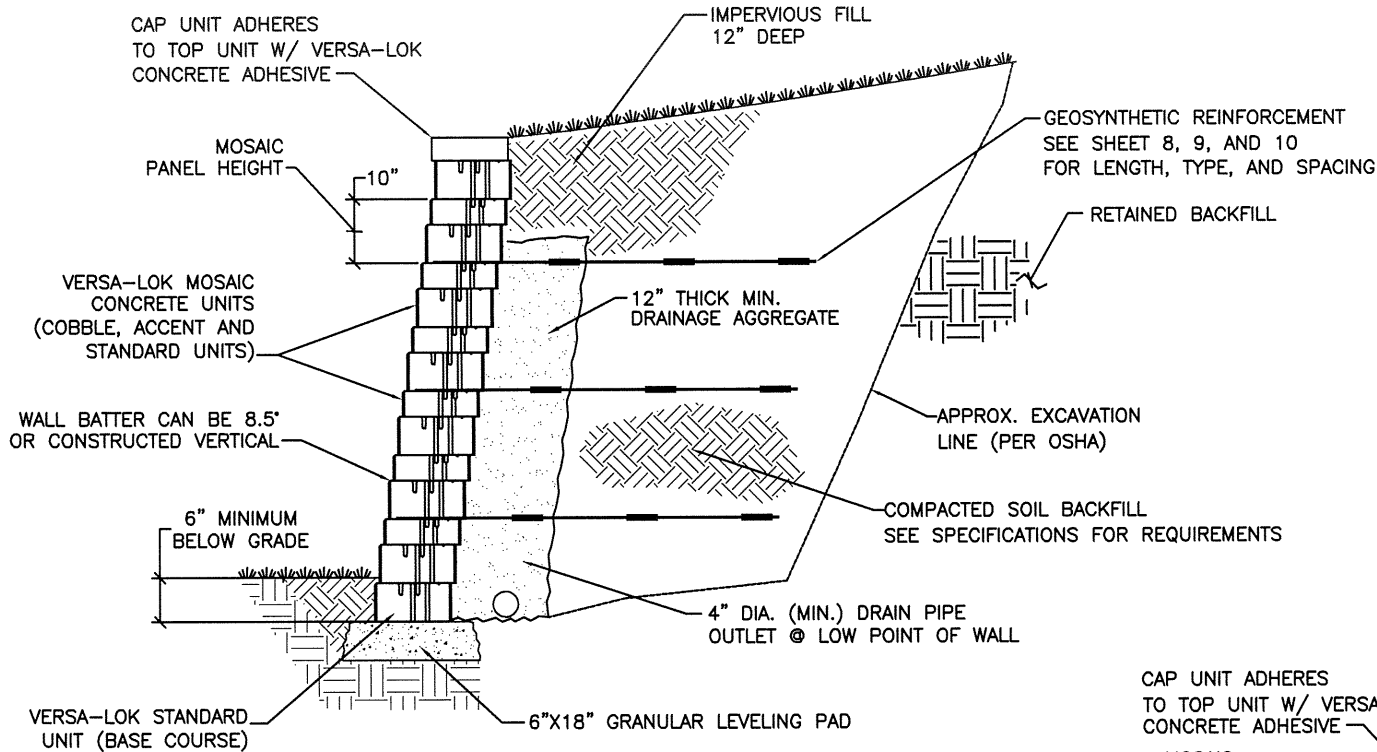 CAP UNIT ADHERES
TO TOP UNIT W/ VERSA-LOK
CONCRETE ADHESIVE
IMPERVIOUS FILL
12" DEEP
MOSAIC
PANEL HEIGHT
10"
GEOSYNTHETIC REINFORCEMENT
SEE SHEET 8, 9, AND 10
FOR LENGTH, TYPE, AND SPACING
RETAINED BACKFILL
VERSA-LOK MOSAIC
CONCRETE UNITS
(COBBLE, ACCENT AND
STANDARD UNITS)
12" THICK MIN.
DRAINAGE AGGREGATE
WALL BATTER CAN BE 8.5°
OR CONSTRUCTED VERTICAL
APPROX. EXCAVATION
LINE (PER OSHA)
6" MINIMUM
BELOW GRADE
COMPACTED SOIL BACKFILL
SEE SPECIFICATIONS FOR REQUIREMENTS
4" DIA. (MIN.) DRAIN PIPE
OUTLET @ LOW POINT OF WALL
VERSA-LOK STANDARD
UNIT (BASE COURSE)
6"X18" GRANULAR LEVELING PAD
CAP UNIT ADHERES
TO TOP UNIT W/ VERSA
CONCRETE ADHESIVE